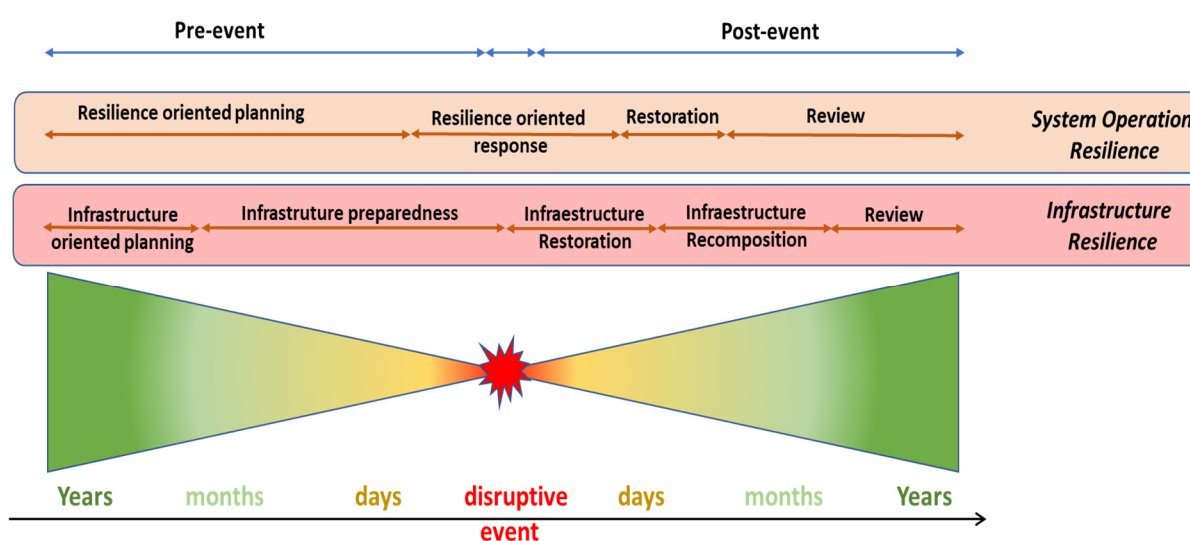 Pre-event
Post-event
Resilience oriented planning
Resilience oriented
response
Restoration
Review
System Operation
Resilience
Infrastructure
oriented planning
Infrastruture preparedness
Infraestructure
Restoration
Infraestructure
Recomposition
Review
Infrastructure
Resilience
Years
months
days
disruptive
event
days
months
Years